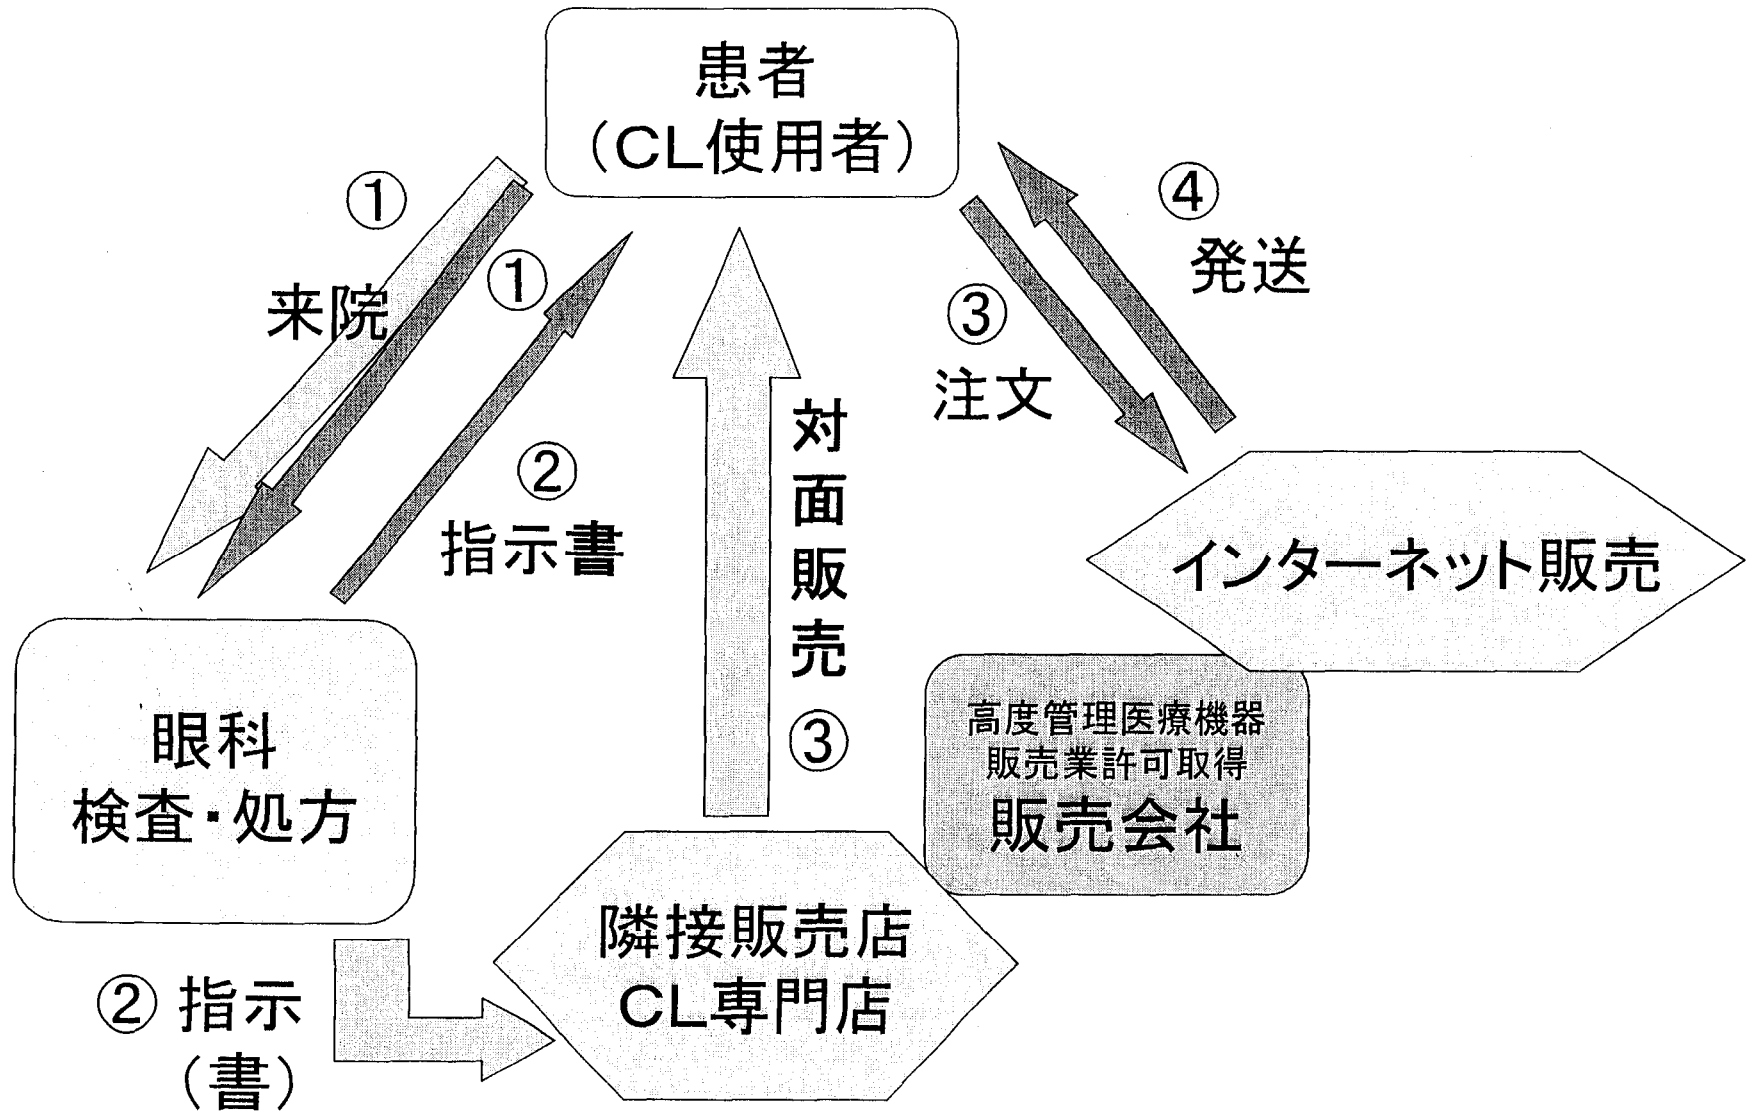 患者
（CL使用者）
①
来院
①
②
指示書
対面販売③
③
注文
④
発送
インターネット販売
高度管理医療機器
販売業許可取得
販売会社
眼科
検査・処方
隣接販売店
CL専門店
②指示
（書）